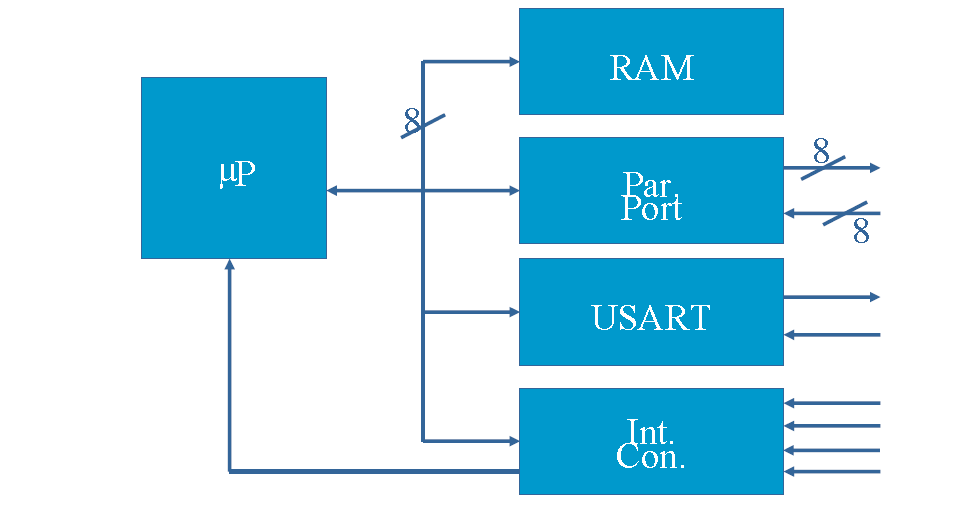 RAM
8
µP
Par.
Port
8
8
USART
Int.
Con.